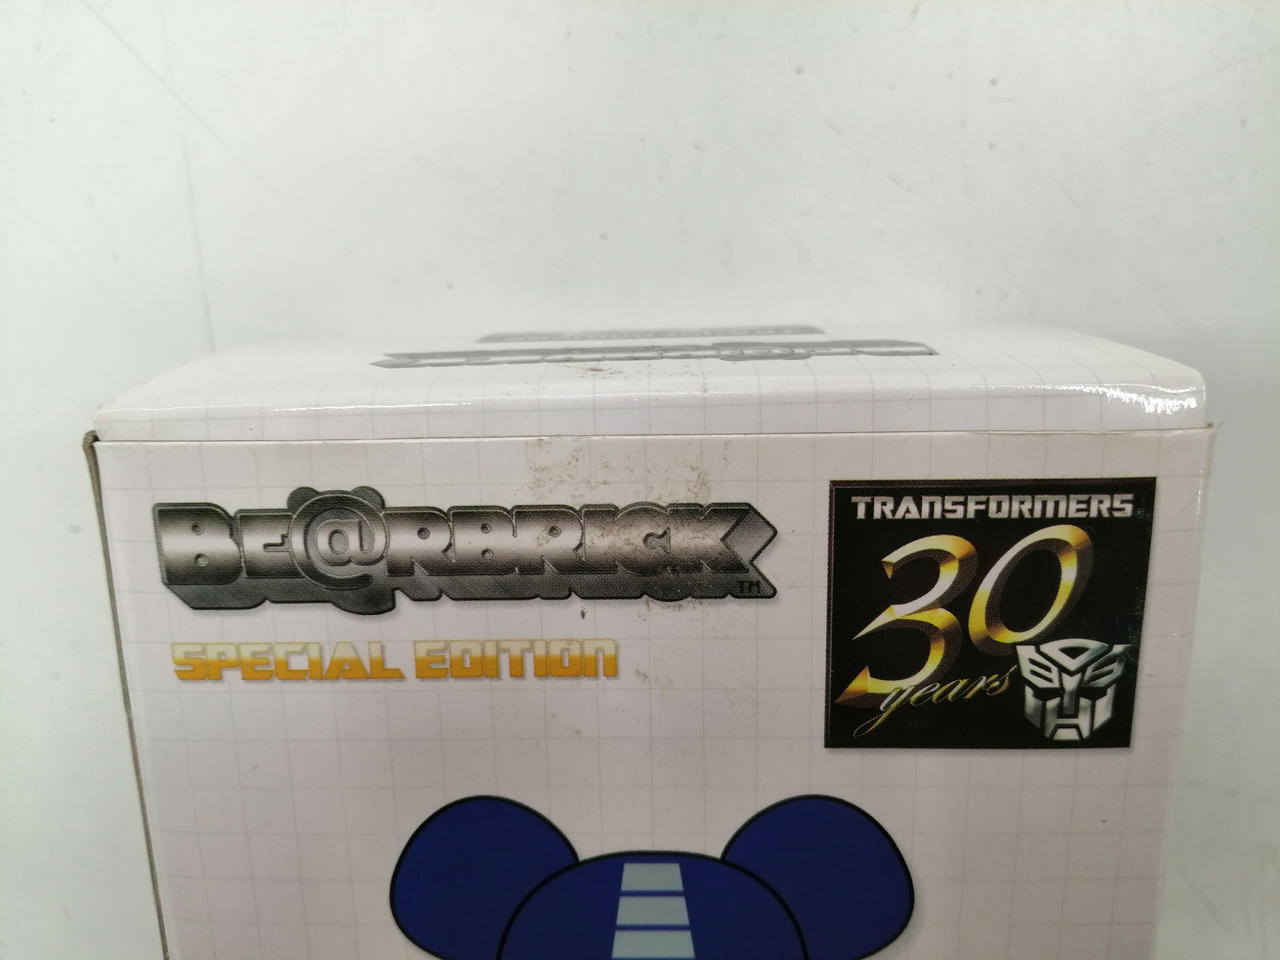 BE@RBRICK TM
SPECIAL EDITION
TRANSFORMERS®
30
years